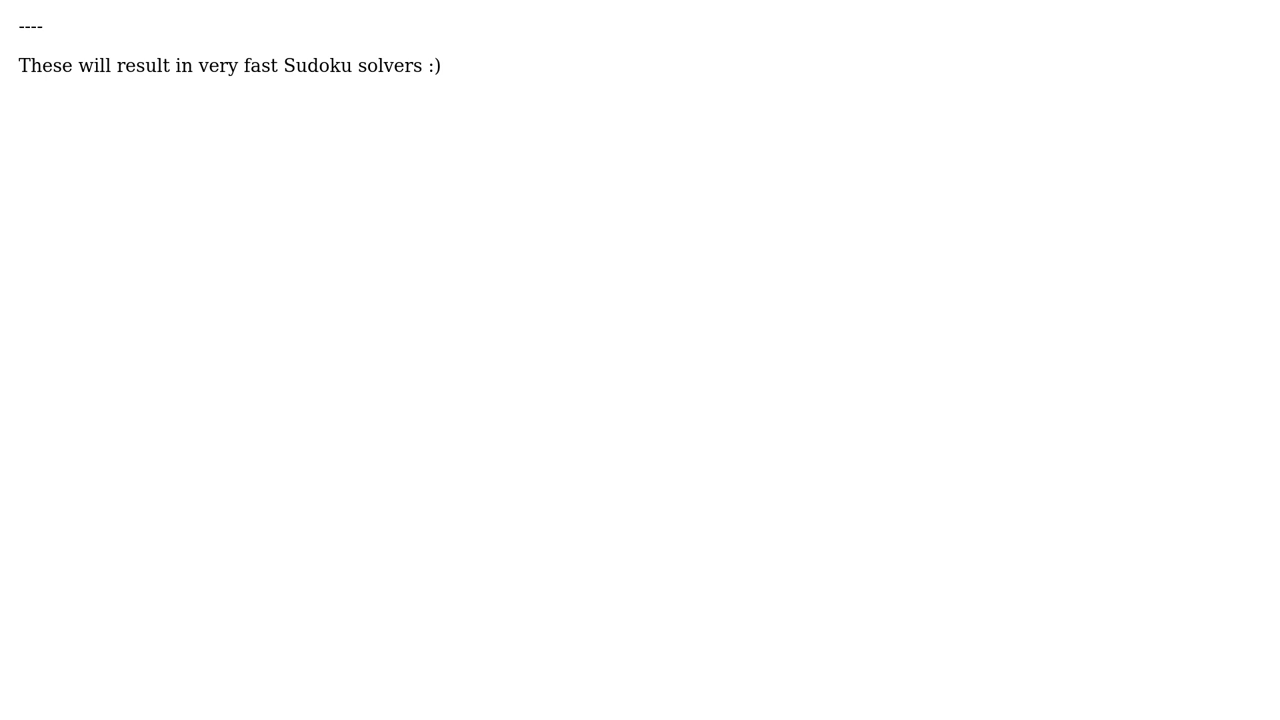 ----
These will result in very fast Sudoku solvers :)